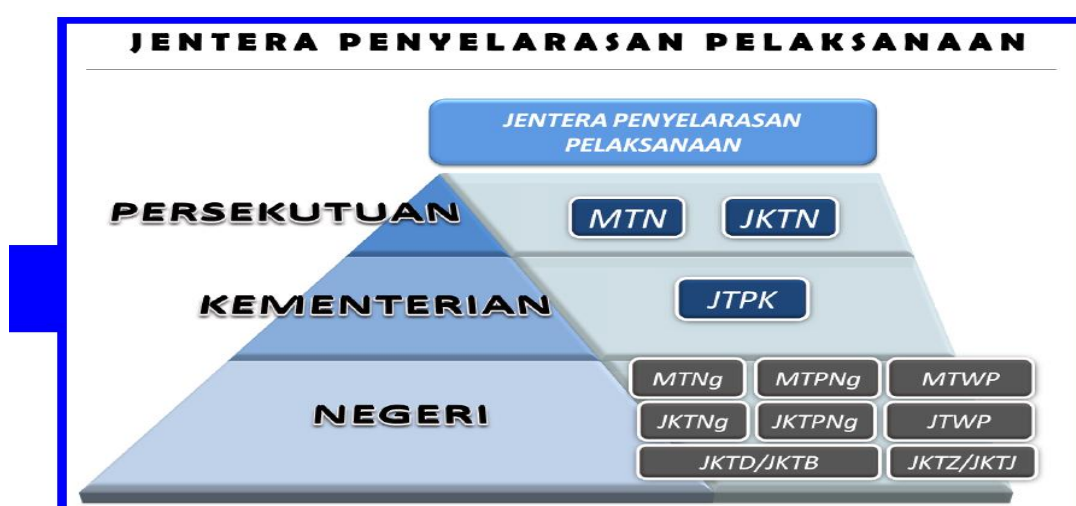 JENTERA PENYELARASAN PELAKSANAAN
JENTERA PENYELARASAN
PELAKSANAAN
PERSEKUTUAN
MTN
JKTN
KEMENTERIAN
JTPK
NEGERI
MTNg
MTPNg
MTWP
JKTNg
JKTPNg
JTWP
JKTD/JKTB
JKTZ/JKTJ